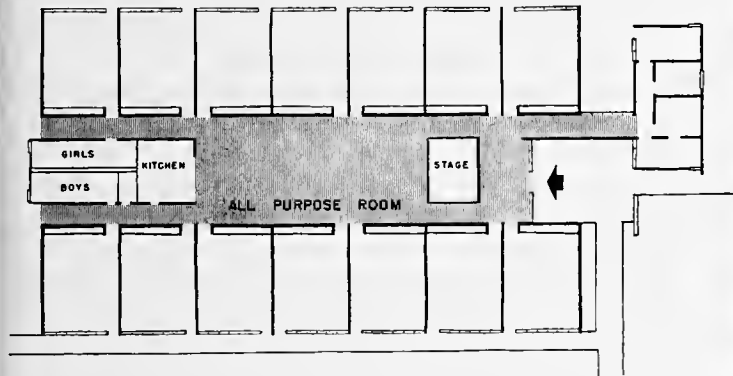 GIRLS
KITCHEN
BOYS
STAGE
ALL PURPOSE ROOM